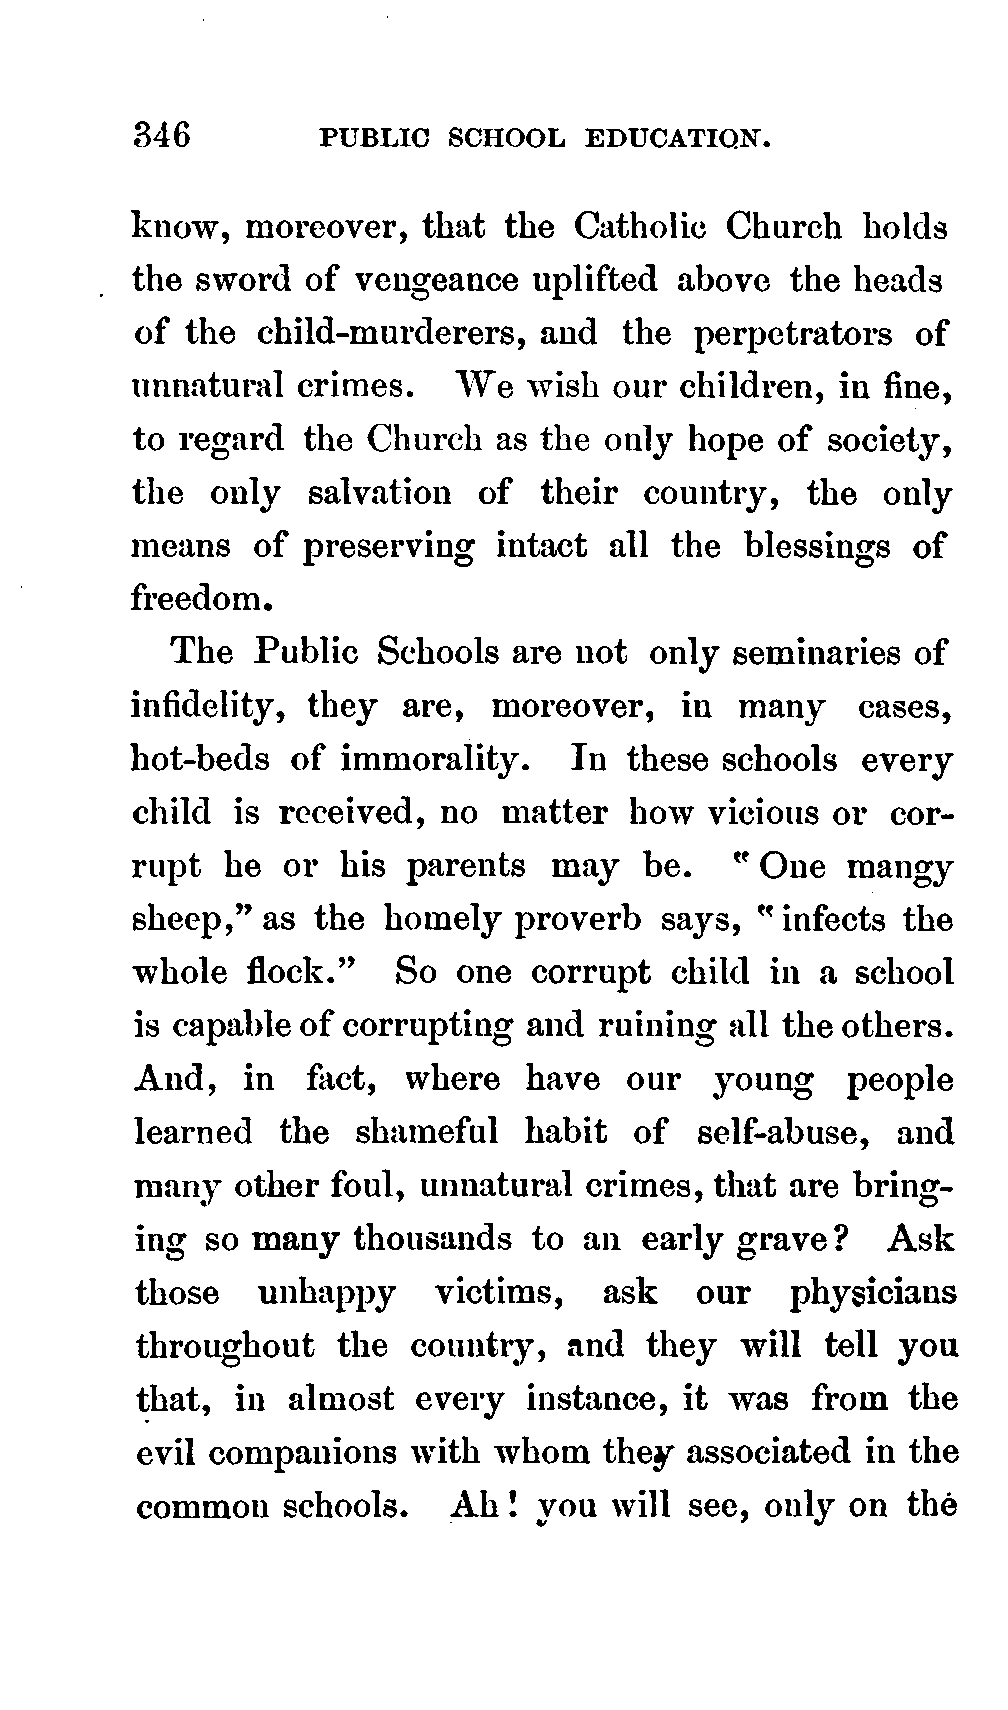 346 PUBLIC SCHOOL EDUCATION.
know, moreover, that the Catholic Church holds
the sword of vengeance uplifted above the heads
of the child-murderers, and the perpetrators of
unnatural crimes. We wish our children, in fine,
to regard the Church as the only hope of society,
the only salvation of their country, the only
means of preserving intact all the blessings of
freedom.
The Public Schools are not only seminaries of
infidelity, they are, moreover, in many cases,
hot-beds of immorality. In these schools every
child is received, no matter how vicious or cor-
rupt he or his parents may be. "One mangy
sheep," as the homely proverb says, "infects the
whole flock." So one corrupt child in a school
is capable of corrupting and ruining all the others.
And, in fact, where have our young people
learned the shameful habit of self-abuse, and
many other foul, unnatural crimes, that are bring-
ing so many thousands to an early grave? Ask
those unhappy victims, ask our physicians
throughout the country, and they will tell you
that, in almost every instance, it was from the
evil companions with whom they associated in the
common schools. Ah! you will see, only on the